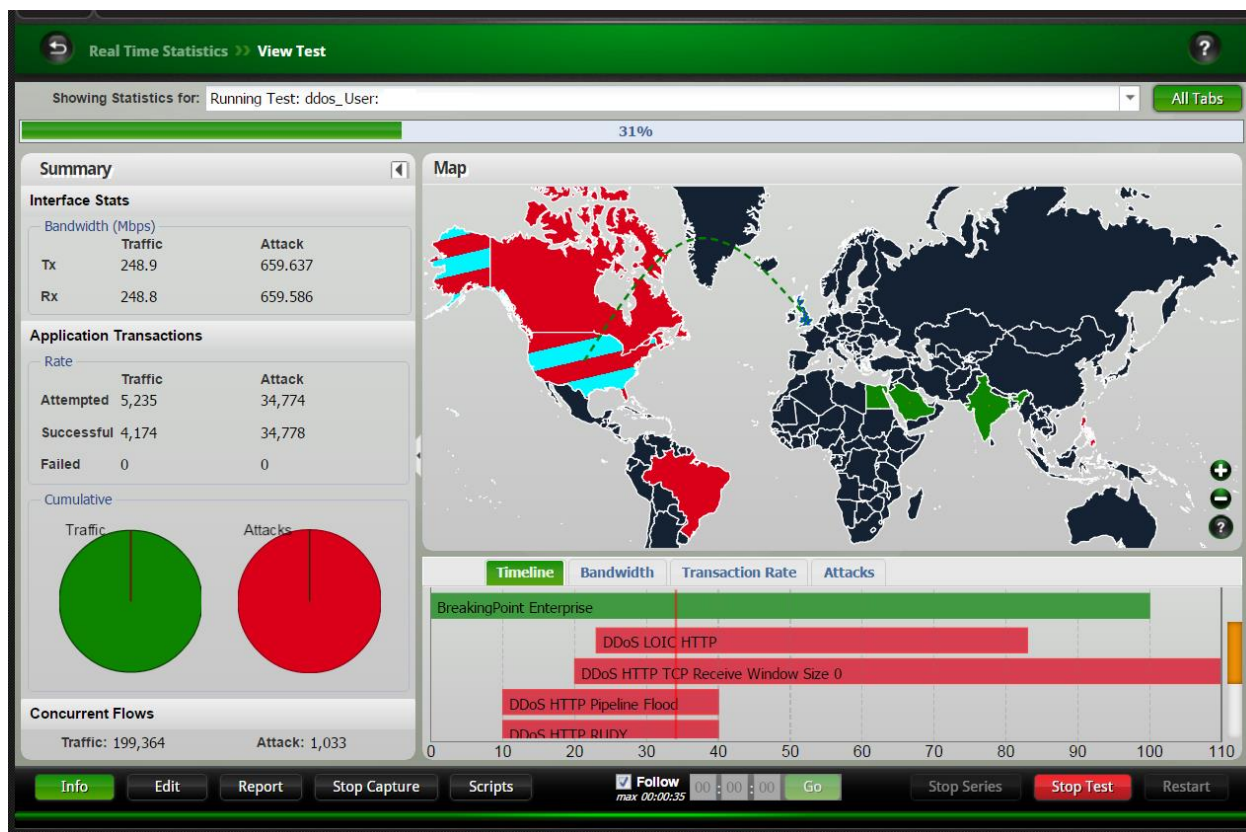 Real Time Statistics >> View Test
?
Showing Statistics for: Running Test: ddos_User:
All Tabs
31%
Summary
Interface Stats
Bandwidth (Mbps)
Traffic Attack
Tx 248.9 659.637
Rx 248.8 659.586
Application Transactions
Rate
Traffic Attack
Attempted 5,235 34,774
Successful 4,174 34,778
Failed 0 0
Cumulative
Traffic Attacks
Concurrent Flows
Traffic: 199,364 Attack: 1,033
Map
?
Timeline Bandwidth Transaction Rate Attacks
BreakingPoint Enterprise
DDoS LOIC HTTP
DDoS HTTP TCP Receive Window Size 0
DDoS HTTP Pipeline Flood
DDoS HTTP RUDY
0 10 20 30 40 50 60 70 80 90 100 110
Info Edit Report Stop Capture Scripts
Follow
max 00:00:35
00 : 00 : 00 Go
Stop Series Stop Test Restart